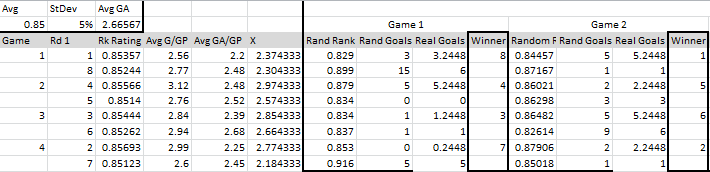 Avg StDev Avg GA
0.85 5% 2.66567 Game 1 Game 2
Game Rd 1 Rk Rating Avg G/GP Avg GA/GP X Rand Rank Rand Goals Real Goals Winner Random F Rand Goals Real Goals Winner
1 1 0.85357 2.56 2.2 2.374333 0.829 3 3.2448 8 0.84457 5 5.2448 1
8 0.85244 2.77 2.48 2.304333 0.899 15 6 0.87167 1 1
2 4 0.85566 3.12 2.48 2.974333 0.879 5 5.2448 4 0.86021 2 2.2448 5
5 0.8514 2.76 2.52 2.574333 0.834 0 0 0.86298 3 3
3 3 0.85444 2.84 2.39 2.854333 0.834 1 1.2448 3 0.86482 5 5.2448 6
6 0.85262 2.94 2.68 2.664333 0.837 1 1 0.82614 9 6
4 2 0.85693 2.99 2.25 2.774333 0.853 0 0.2448 7 0.87906 2 2.2448 2
7 0.85123 2.6 2.45 2.184333 0.916 5 5 0.85018 1 1